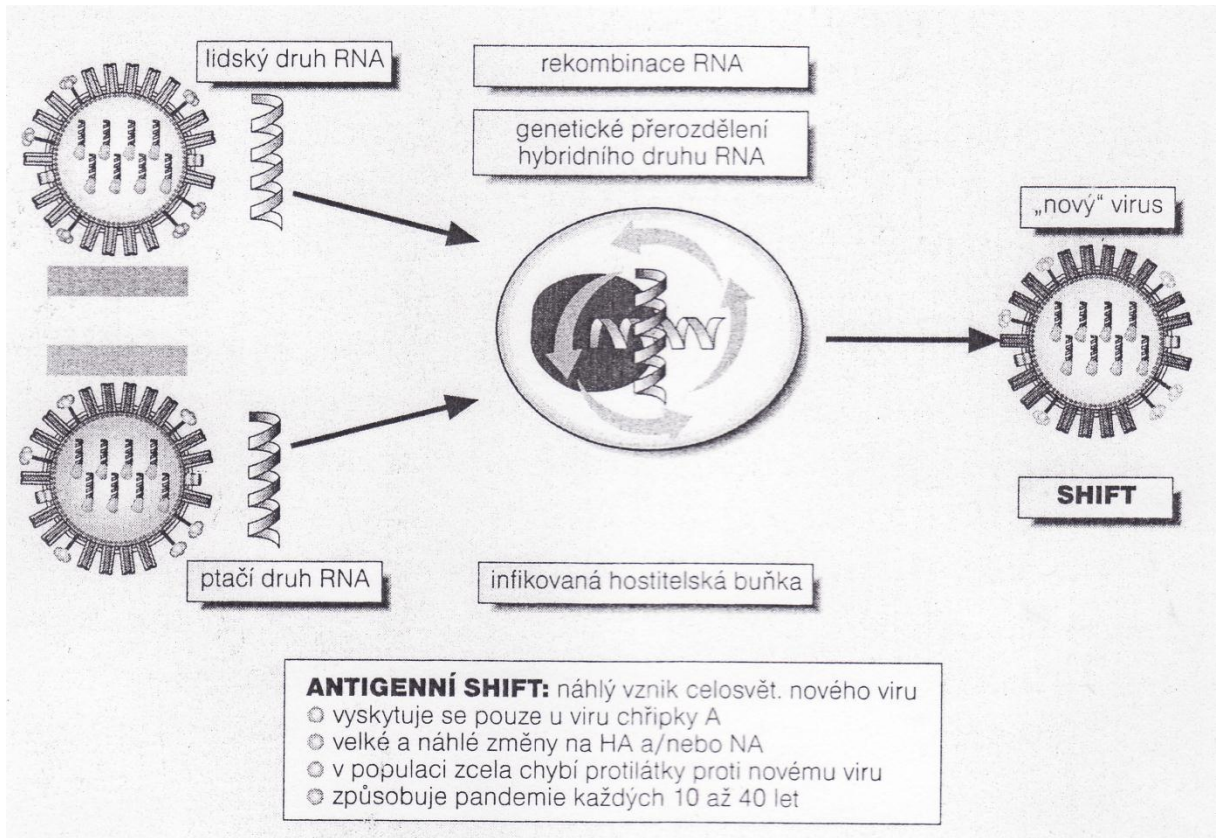 lidský druh RNA
rekombinace RNA
genetické přerozdělení
hybridního druhu RNA
„nový“ virus
SHIFT
ptačí druh RNA
infikovaná hostitelská buňka
ANTIGENNÍ SHIFT: náhlý vznik celosvět. nového viru
vyskytuje se pouze u viru chřipky A
velké a náhlé změny na HA a/nebo NA
v populaci zcela chybí protilátky proti novému viru
způsobuje pandemie každých 10 až 40 let